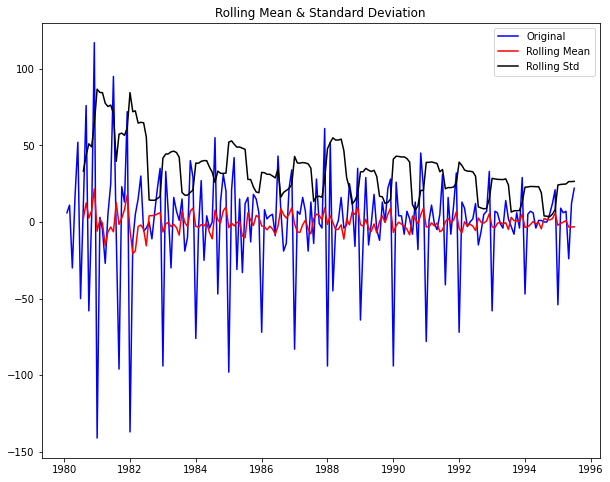 Rolling Mean & Standard Deviation
Original
Rolling Mean
Rolling Std
100
50
0
−50
−100
−150
1980 1982 1984 1986 1988 1990 1992 1994 1996